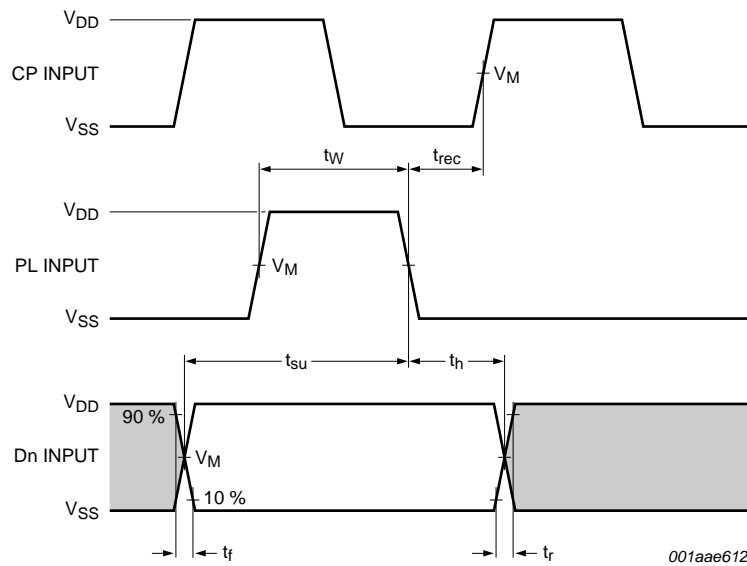 VDD
CP INPUT
VM
VSS
tW
trec
VDD
PL INPUT
VM
VSS
tsu
th
VDD
90 %
Dn INPUT
VM
10 %
VSS
tf
tr
001aae612